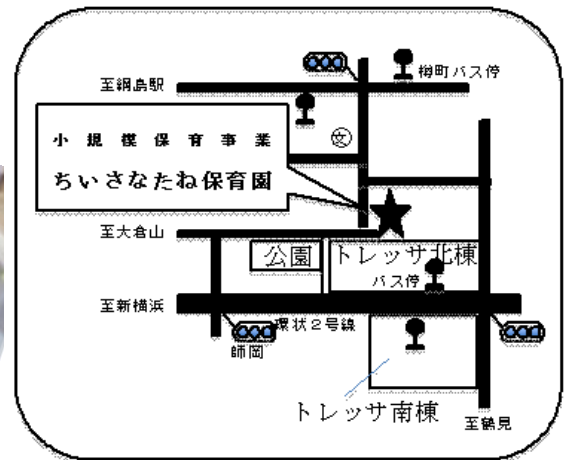 樽町バス停
至綱島駅
文
小規模保育事業
ちいさなたね保育園
至大倉山
公園
トレッサ北棟
バス停
至新横浜
環状2号線
師岡
トレッサ南棟
至鶴見